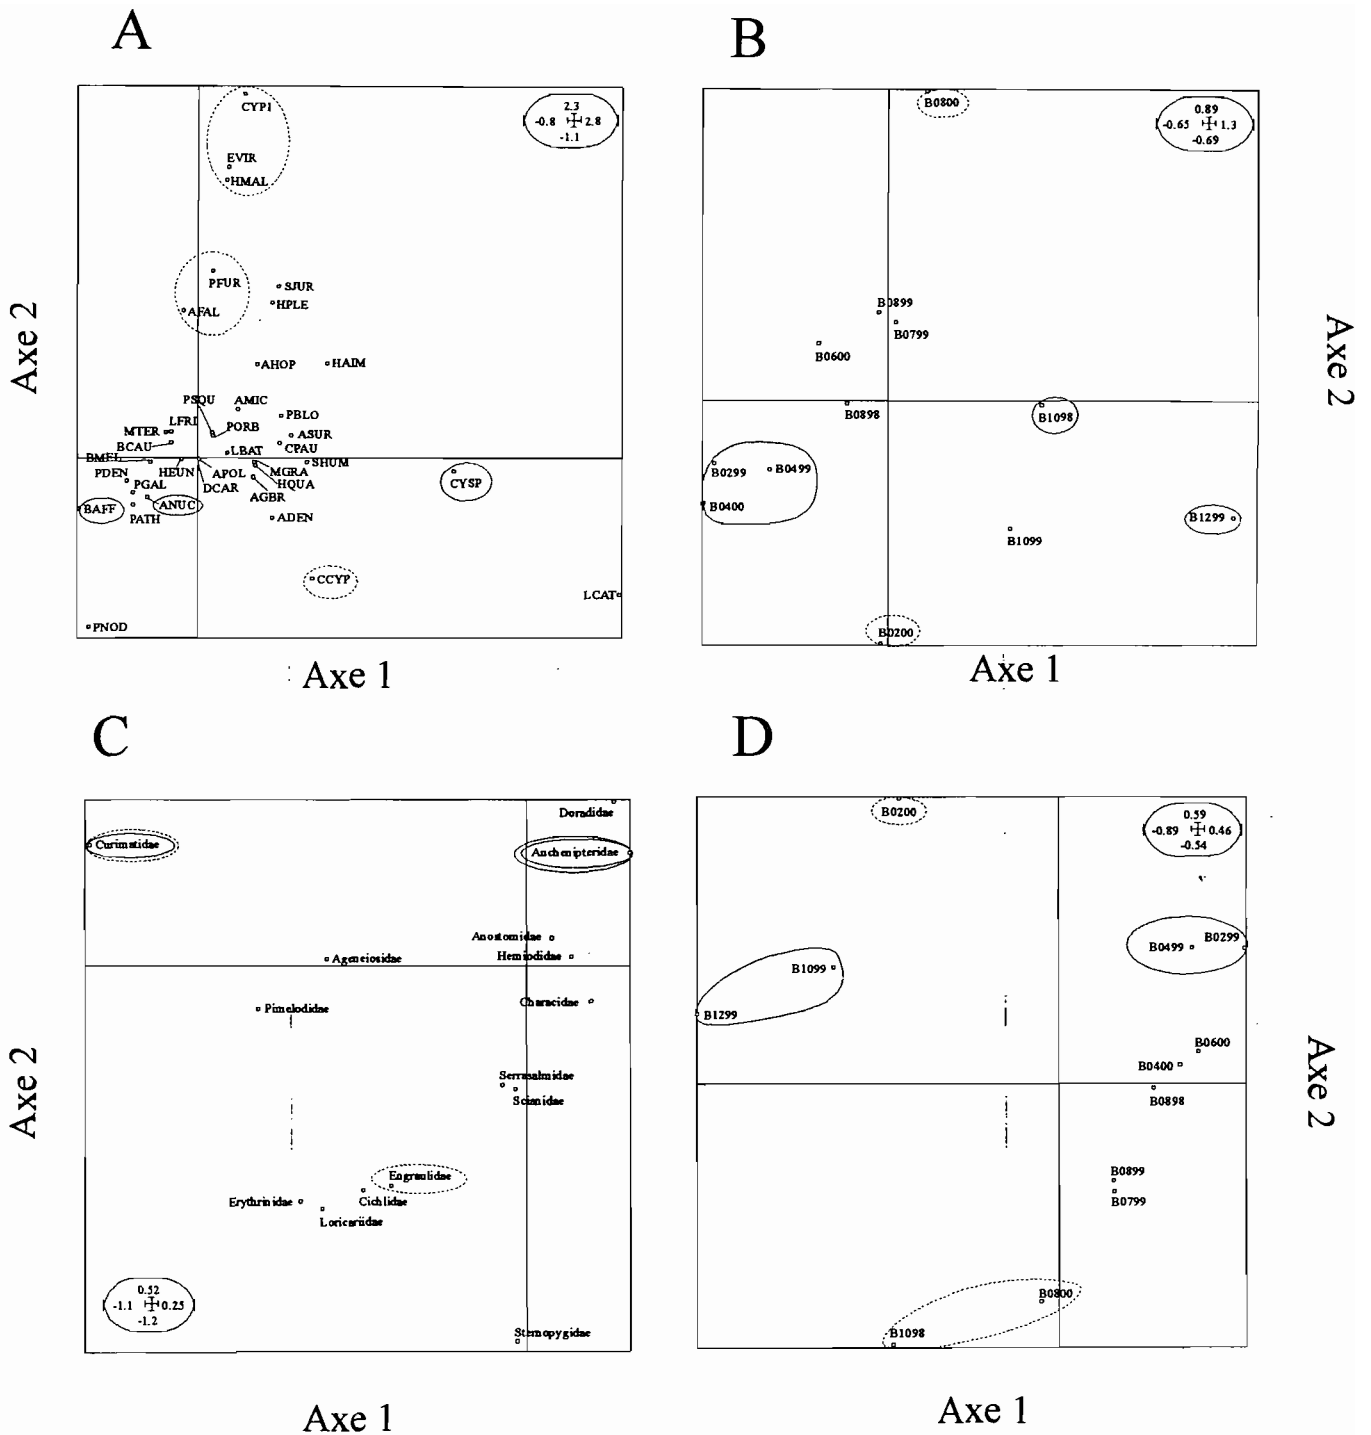 A
B
CYPI
2.3
-0.8 2.8
-1.1
EVIR
HMAL
PFUR
SJUR
AFAL
HPLE
AHOP
HAIM
PSQU
AMIC
LFRI
PBLO
MTER
PORB
ASUR
BCAU
CPAU
LBAT
HEUN
APOL
MGRA
SHUM
PDEN
DCAR
HQUA
CYSP
PGAL
AGBR
BAFF
ANUC
PATH
ADEN
CCYP
LCAT
PNOD
Axe 2
Axe 1
B0800
0.89
-0.65 1.3
-0.69
B0899
B0799
B0600
B0898
B1098
B0299
B0499
B0400
B1299
B1099
B0200
Axe 2
Axe 1
C
D
Doradidae
Curimatidae
Auchenipteridae
Anostomidae
Ageneiosidae
Hemiodidae
Pimelodidae
Characidae
Serrasalmidae
Scianidae
Engraulidae
Erythrinidae
Cichlidae
Loricariidae
0.52
-1.1 0.25
-1.2
Sternopygidae
Axe 2
Axe 1
B0200
0.59
-0.89 0.46
-0.54
B0499
B0299
B1099
B1299
B0600
B0400
B0898
B0899
B0799
B0800
B1098
Axe 2
Axe 1